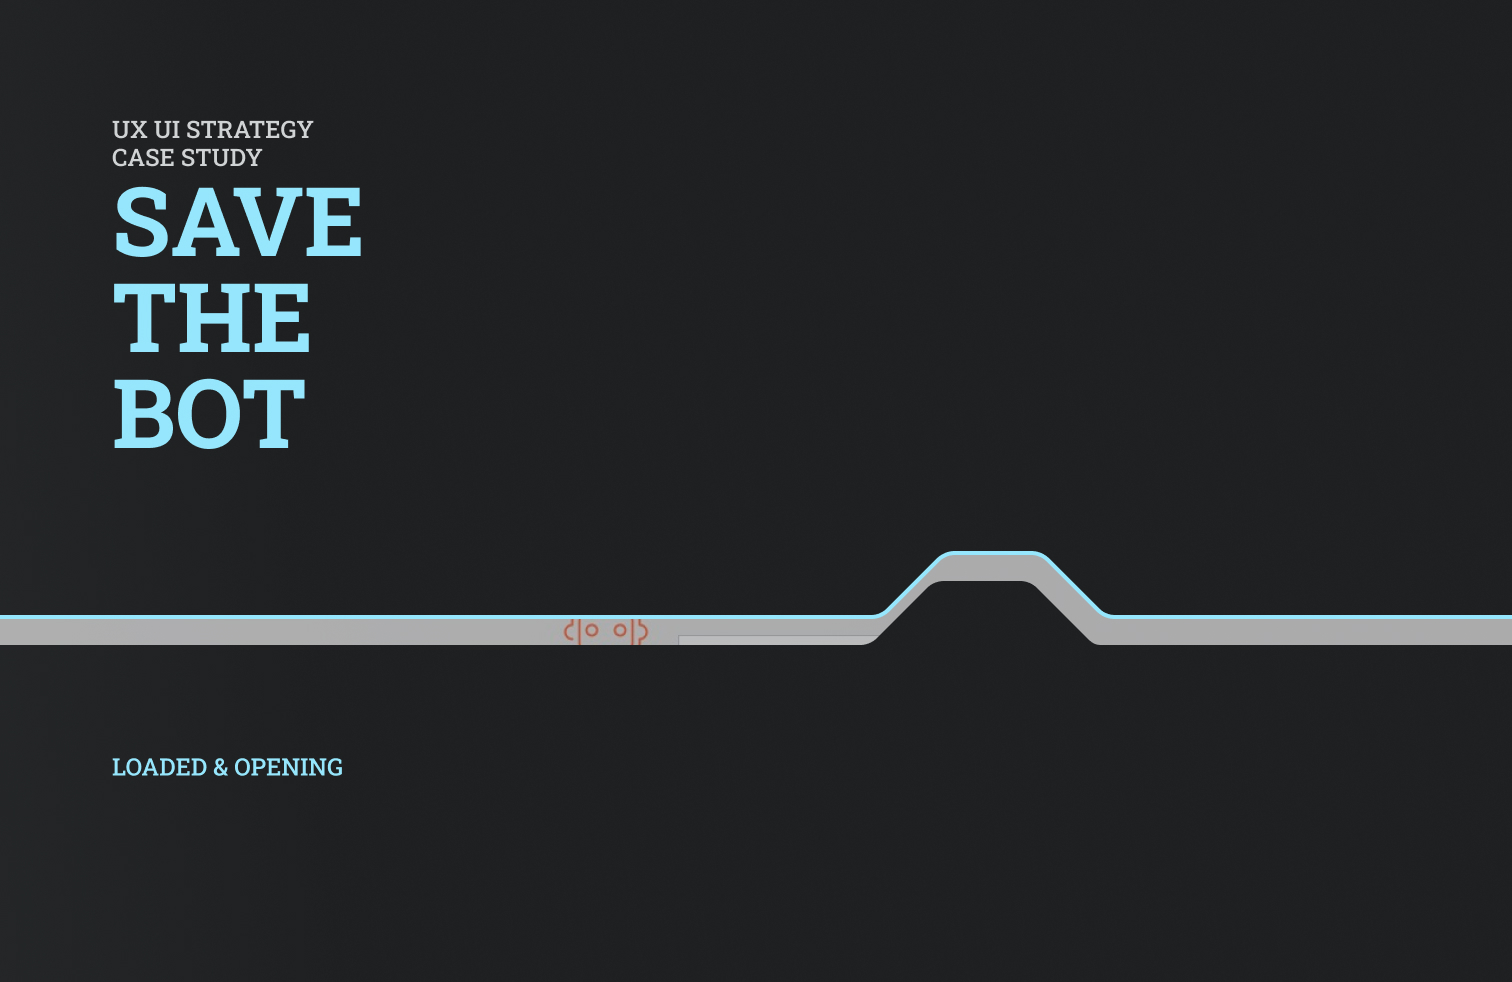 UX UI STRATEGY
CASE STUDY
SAVE
THE
BOT
LOADED & OPENING